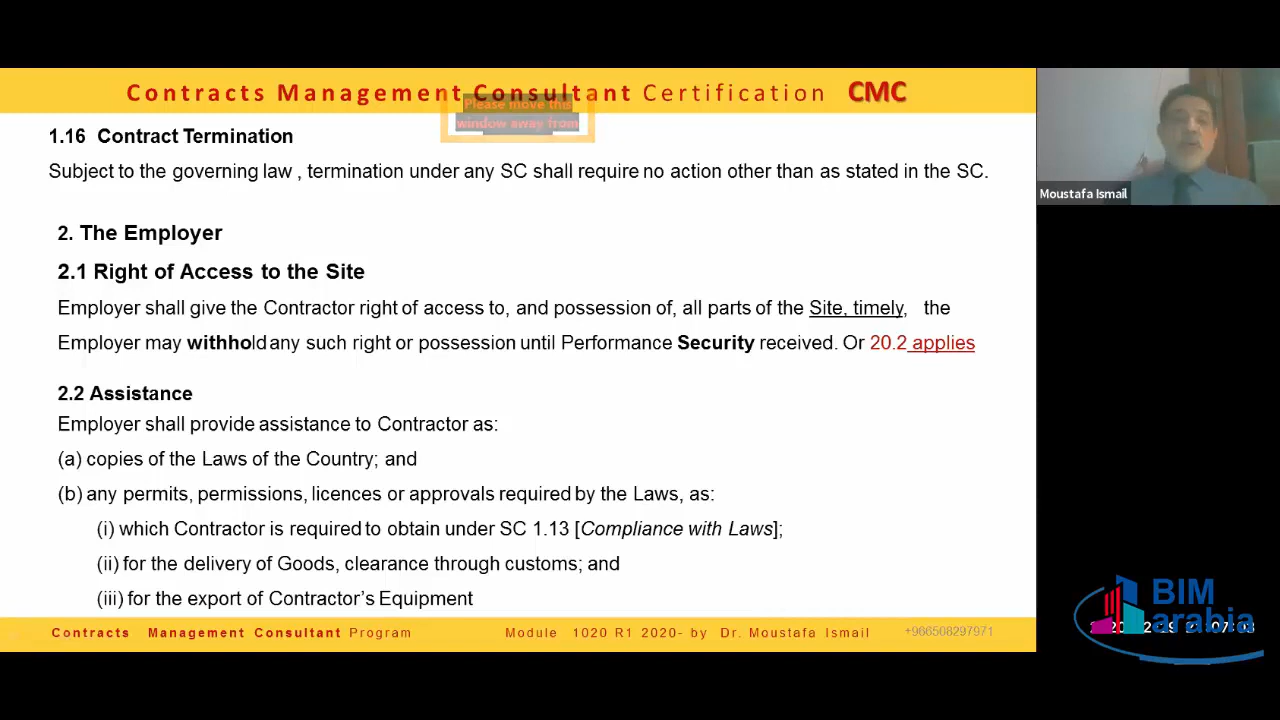 Contracts Management Consultant Certification CMC
Please move this
window away from
1.16 Contract Termination
Subject to the governing law , termination under any SC shall require no action other than as stated in the SC.
2. The Employer
2.1 Right of Access to the Site
Employer shall give the Contractor right of access to, and possession of, all parts of the Site, timely, the
Employer may withhold any such right or possession until Performance Security received. Or 20.2 applies
2.2 Assistance
Employer shall provide assistance to Contractor as:
(a) copies of the Laws of the Country; and
(b) any permits, permissions, licences or approvals required by the Laws, as:
(i) which Contractor is required to obtain under SC 1.13 [Compliance with Laws];
(ii) for the delivery of Goods, clearance through customs; and
(iii) for the export of Contractor's Equipment
Contracts Management Consultant Program Module 1020 R1 2020- by Dr. Moustafa Ismail +966508297971
Moustafa Ismail
BIM
arabia